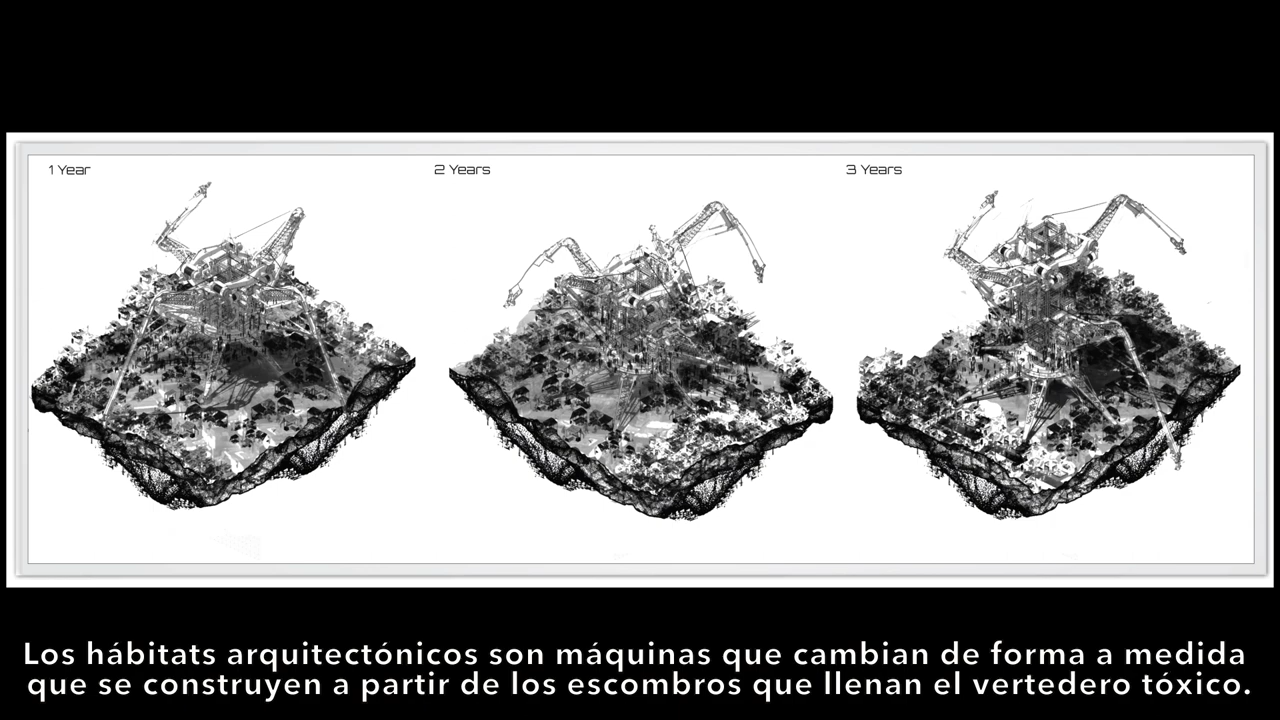 1 Year
2 Years
3 Years
Los hábitats arquitectónicos son máquinas que cambian de forma a medida
que se construyen a partir de los escombros que llenan el vertedero tóxico.